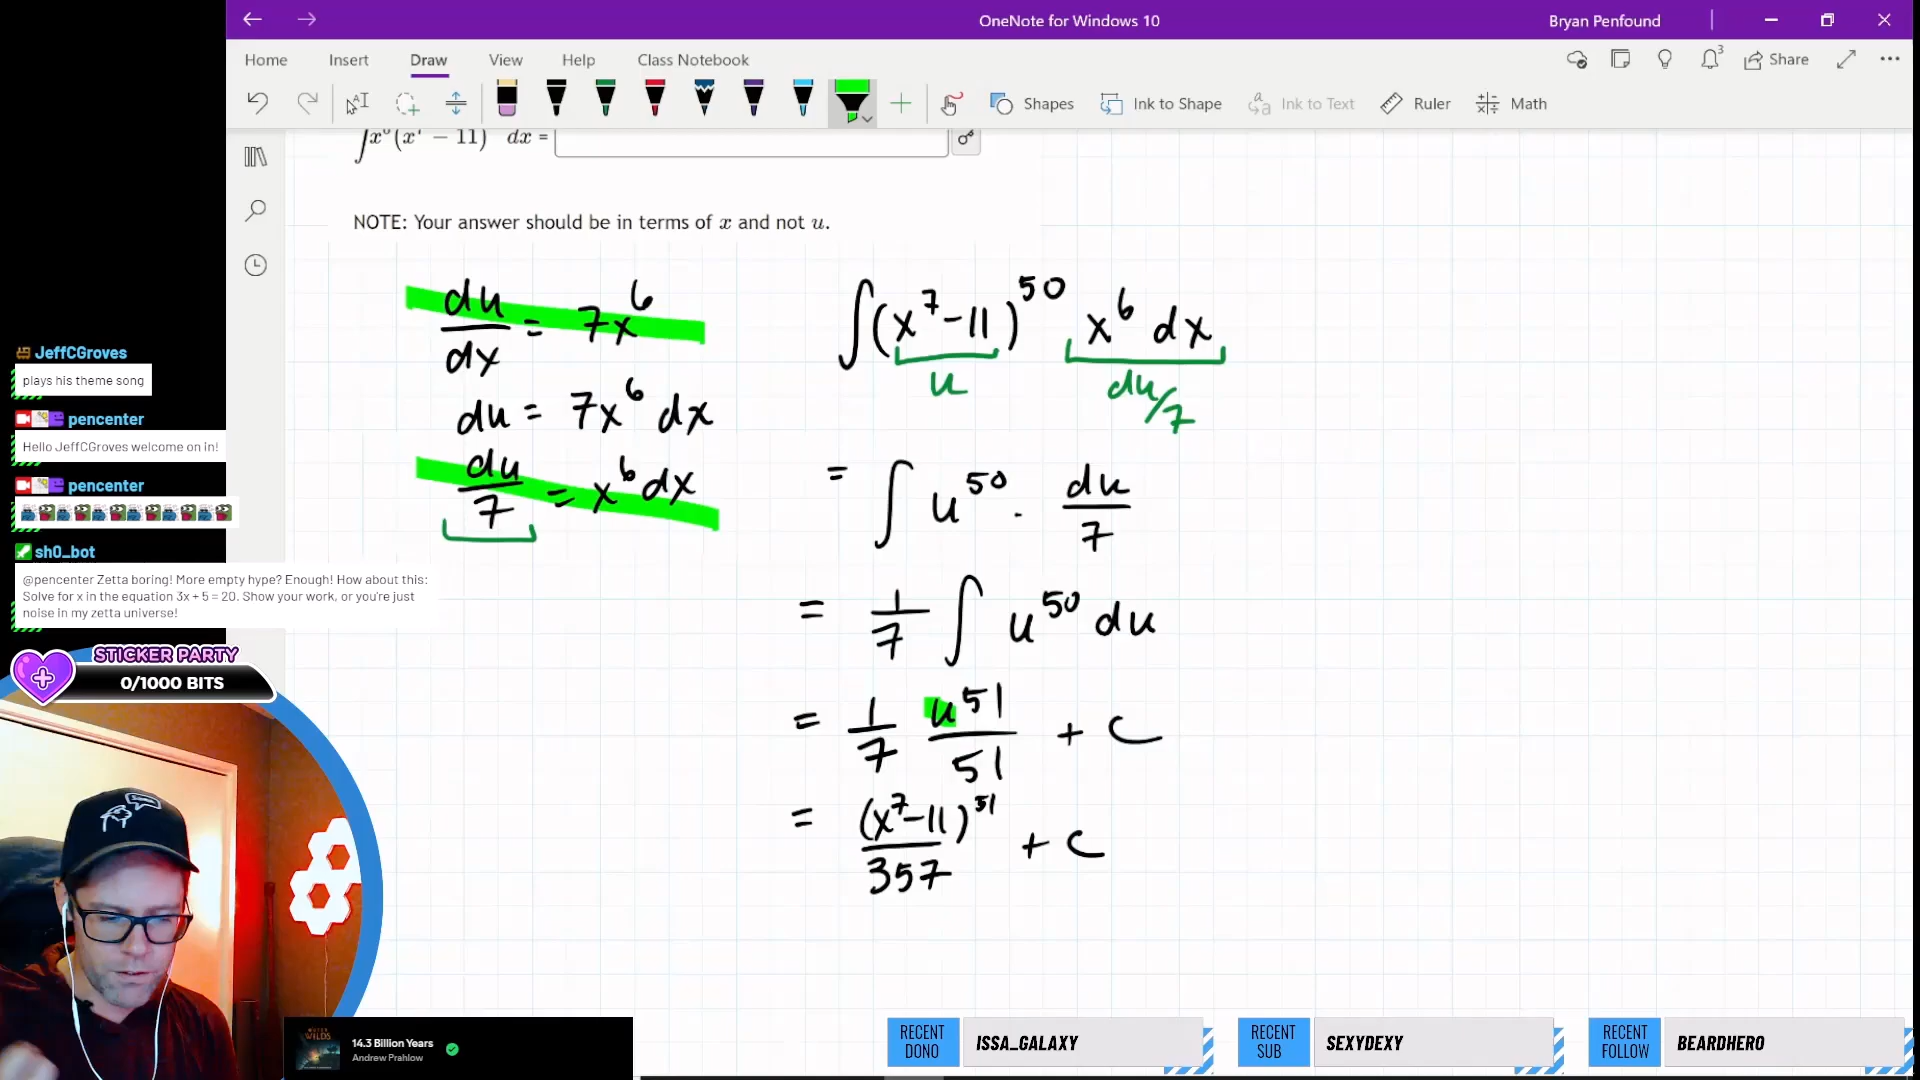 OneNote for Windows 10
Bryan Penfound
Home Insert Draw View Help Class Notebook
3
Share
Shapes Ink to Shape Ink to Text Ruler Math
dx =
NOTE: Your answer should be in terms of x and not u.
du/dx = 7x^6
du = 7x^6 dx
du/7 = x^6 dx
∫(x^7-11)^50 x^6 dx
u du/7
= ∫ u^50 · du/7
= 1/7 ∫ u^50 du
= 1/7 u^51/51 + C
= (x^7-11)^51/357 + C
JeffCGroves
plays his theme song
pencenter
Hello JeffCGroves welcome on in!
pencenter
sh0_bot
@pencenter Zetta boring! More empty hype? Enough! How about this:
Solve for x in the equation 3x + 5 = 20. Show your work, or you're just
noise in my zetta universe!
STICKER PARTY
0/1000 BITS
OUTER
WILDS
14.3 Billion Years
Andrew Prahlow
RECENT DONO
ISSA_GALAXY
RECENT SUB
SEXYDEXY
RECENT FOLLOW
BEARDHERO